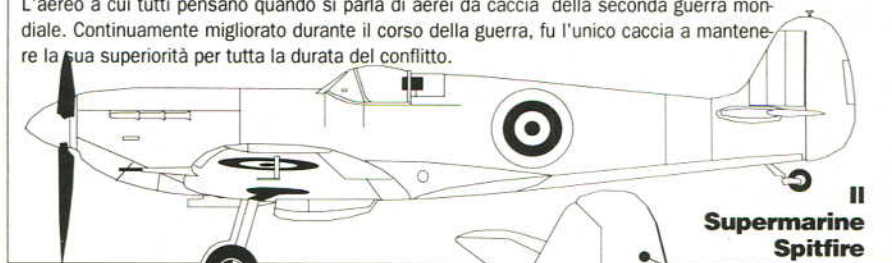 L'aereo a cui tutti pensano quando si parla di aerei da caccia della seconda guerra mon-
diale. Continuamente migliorato durante il corso della guerra, fu l'unico caccia a mantene-
re la sua superiorità per tutta la durata del conflitto.
Il
Supermarine
Spitfire